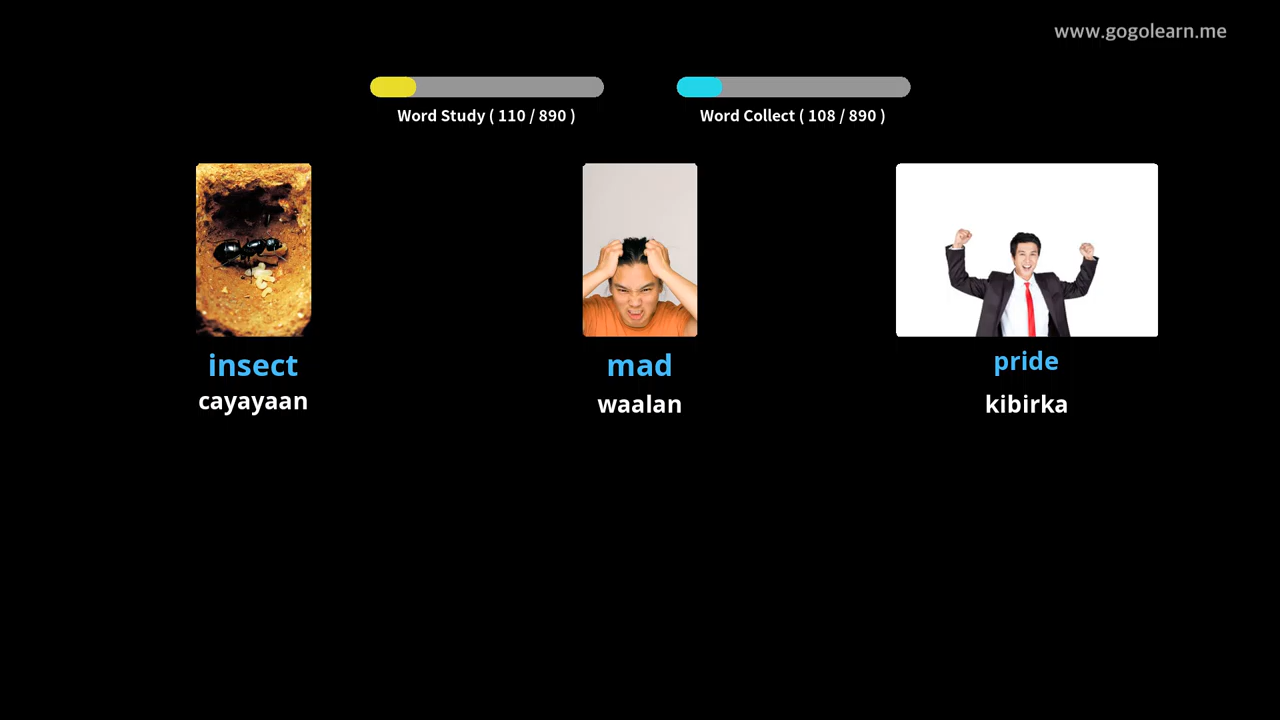 www.gogolearn.me
Word Study ( 110 / 890 )
Word Collect ( 108 / 890 )
insect
cayayaan
mad
waalan
pride
kibirka